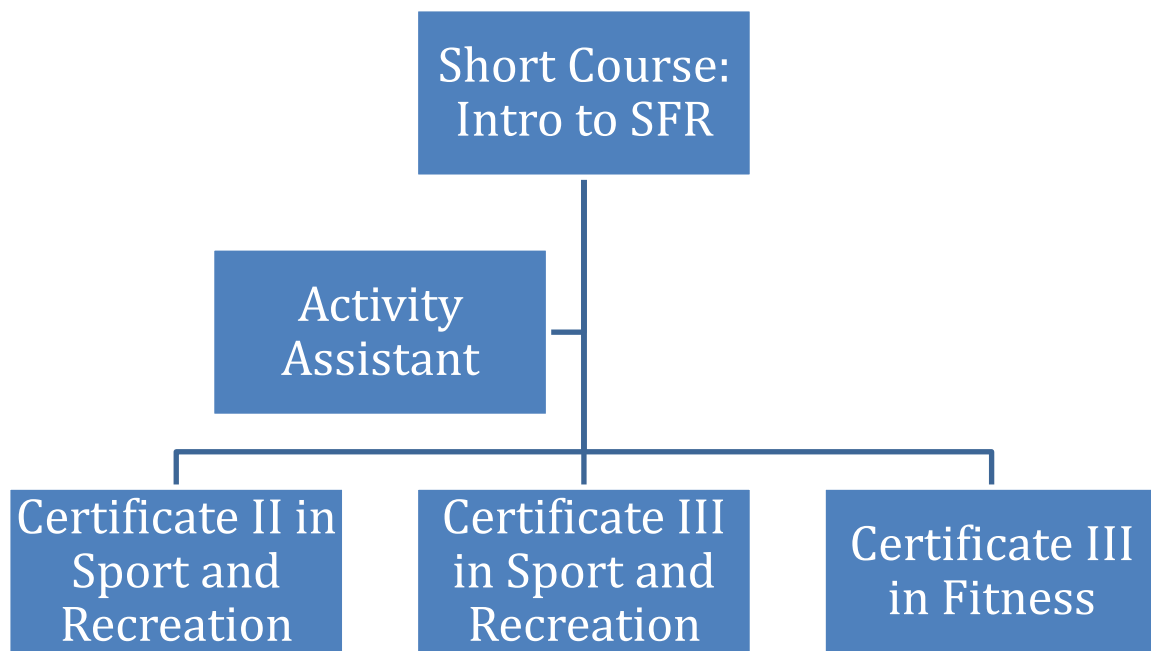 Short Course:
Intro to SFR
Activity
Assistant
Certificate II in
Sport and
Recreation
Certificate III
in Sport and
Recreation
Certificate III
in Fitness